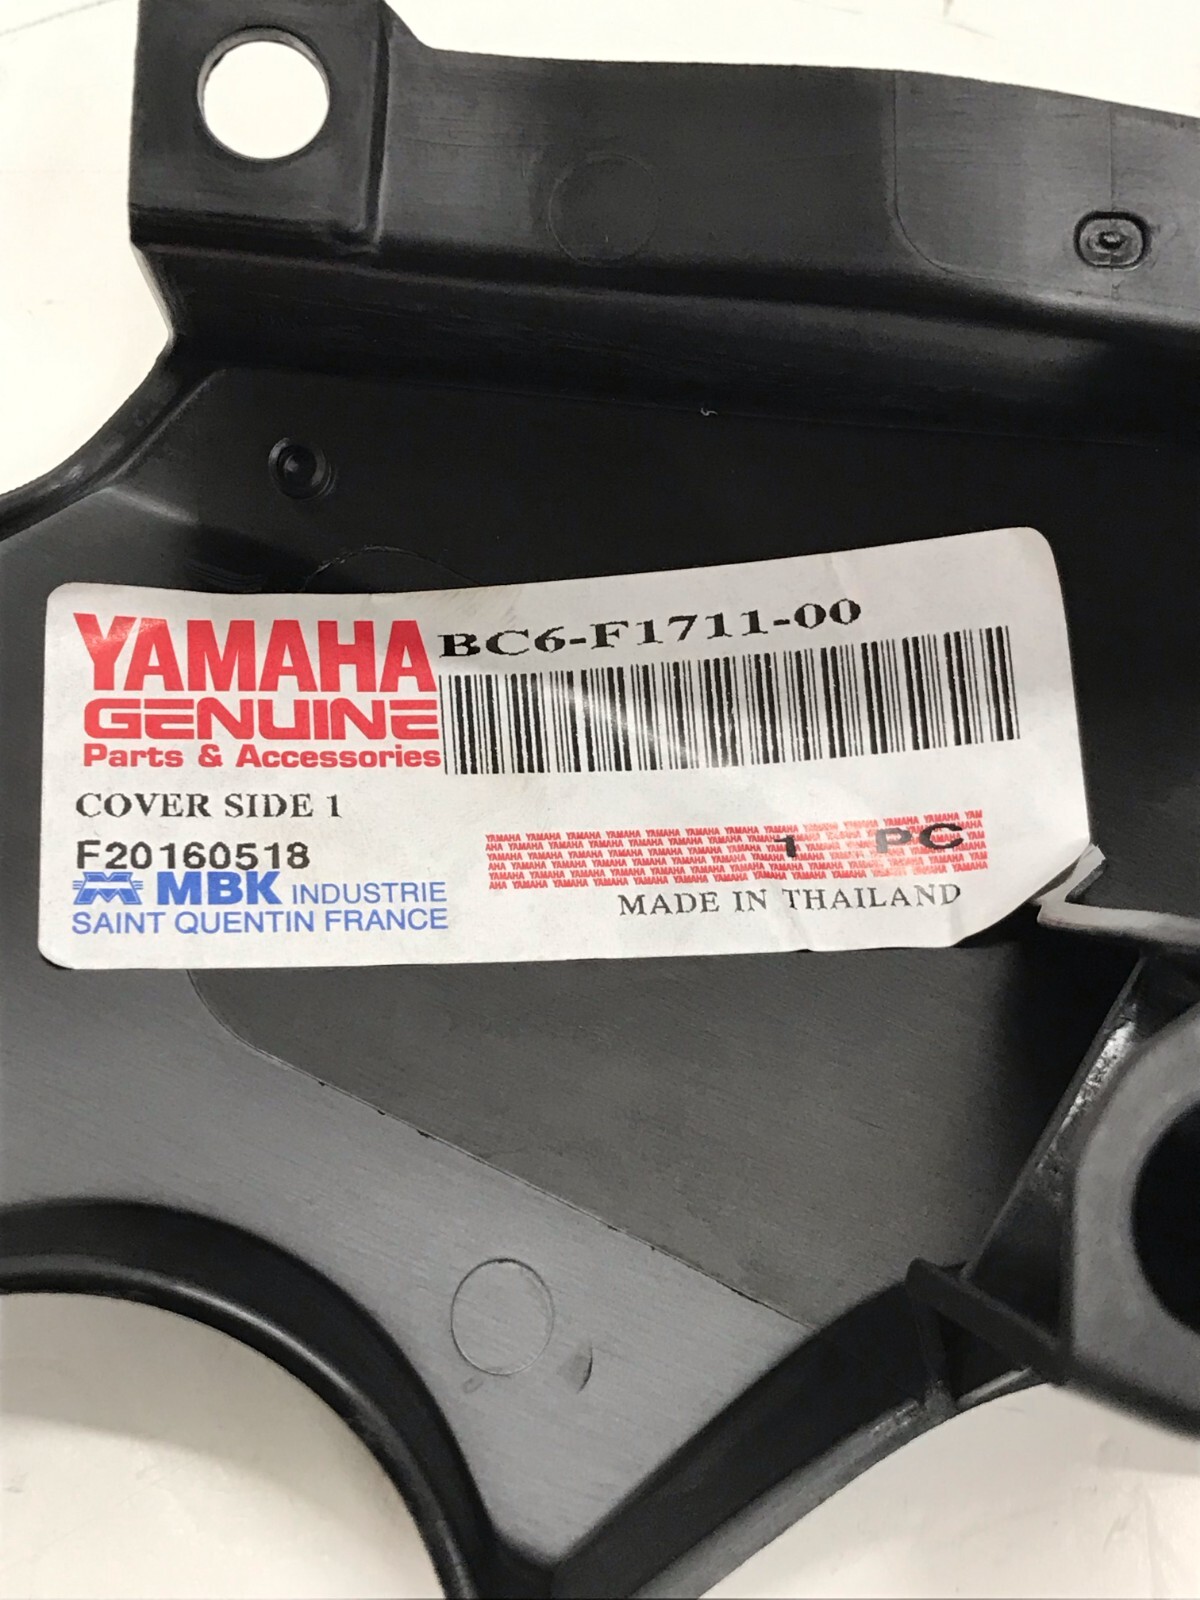 YAMAHA
GENUINE
Parts & Accessories
BC6-F1711-00
COVER SIDE 1
F20160518
MBK INDUSTRIE
SAINT QUENTIN FRANCE
1 PC
MADE IN THAILAND